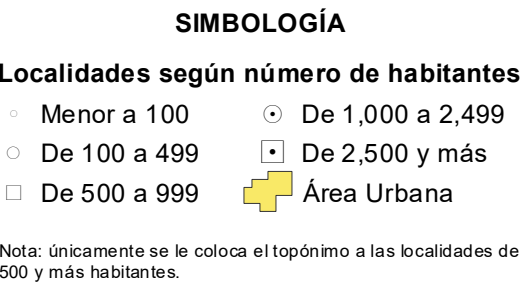 SIMBOLOGÍA
Localidades según número de habitantes
Menor a 100
De 1,000 a 2,499
De 100 a 499
De 2,500 y más
De 500 a 999
Área Urbana
Nota: únicamente se le coloca el topónimo a las localidades de
500 y más habitantes.